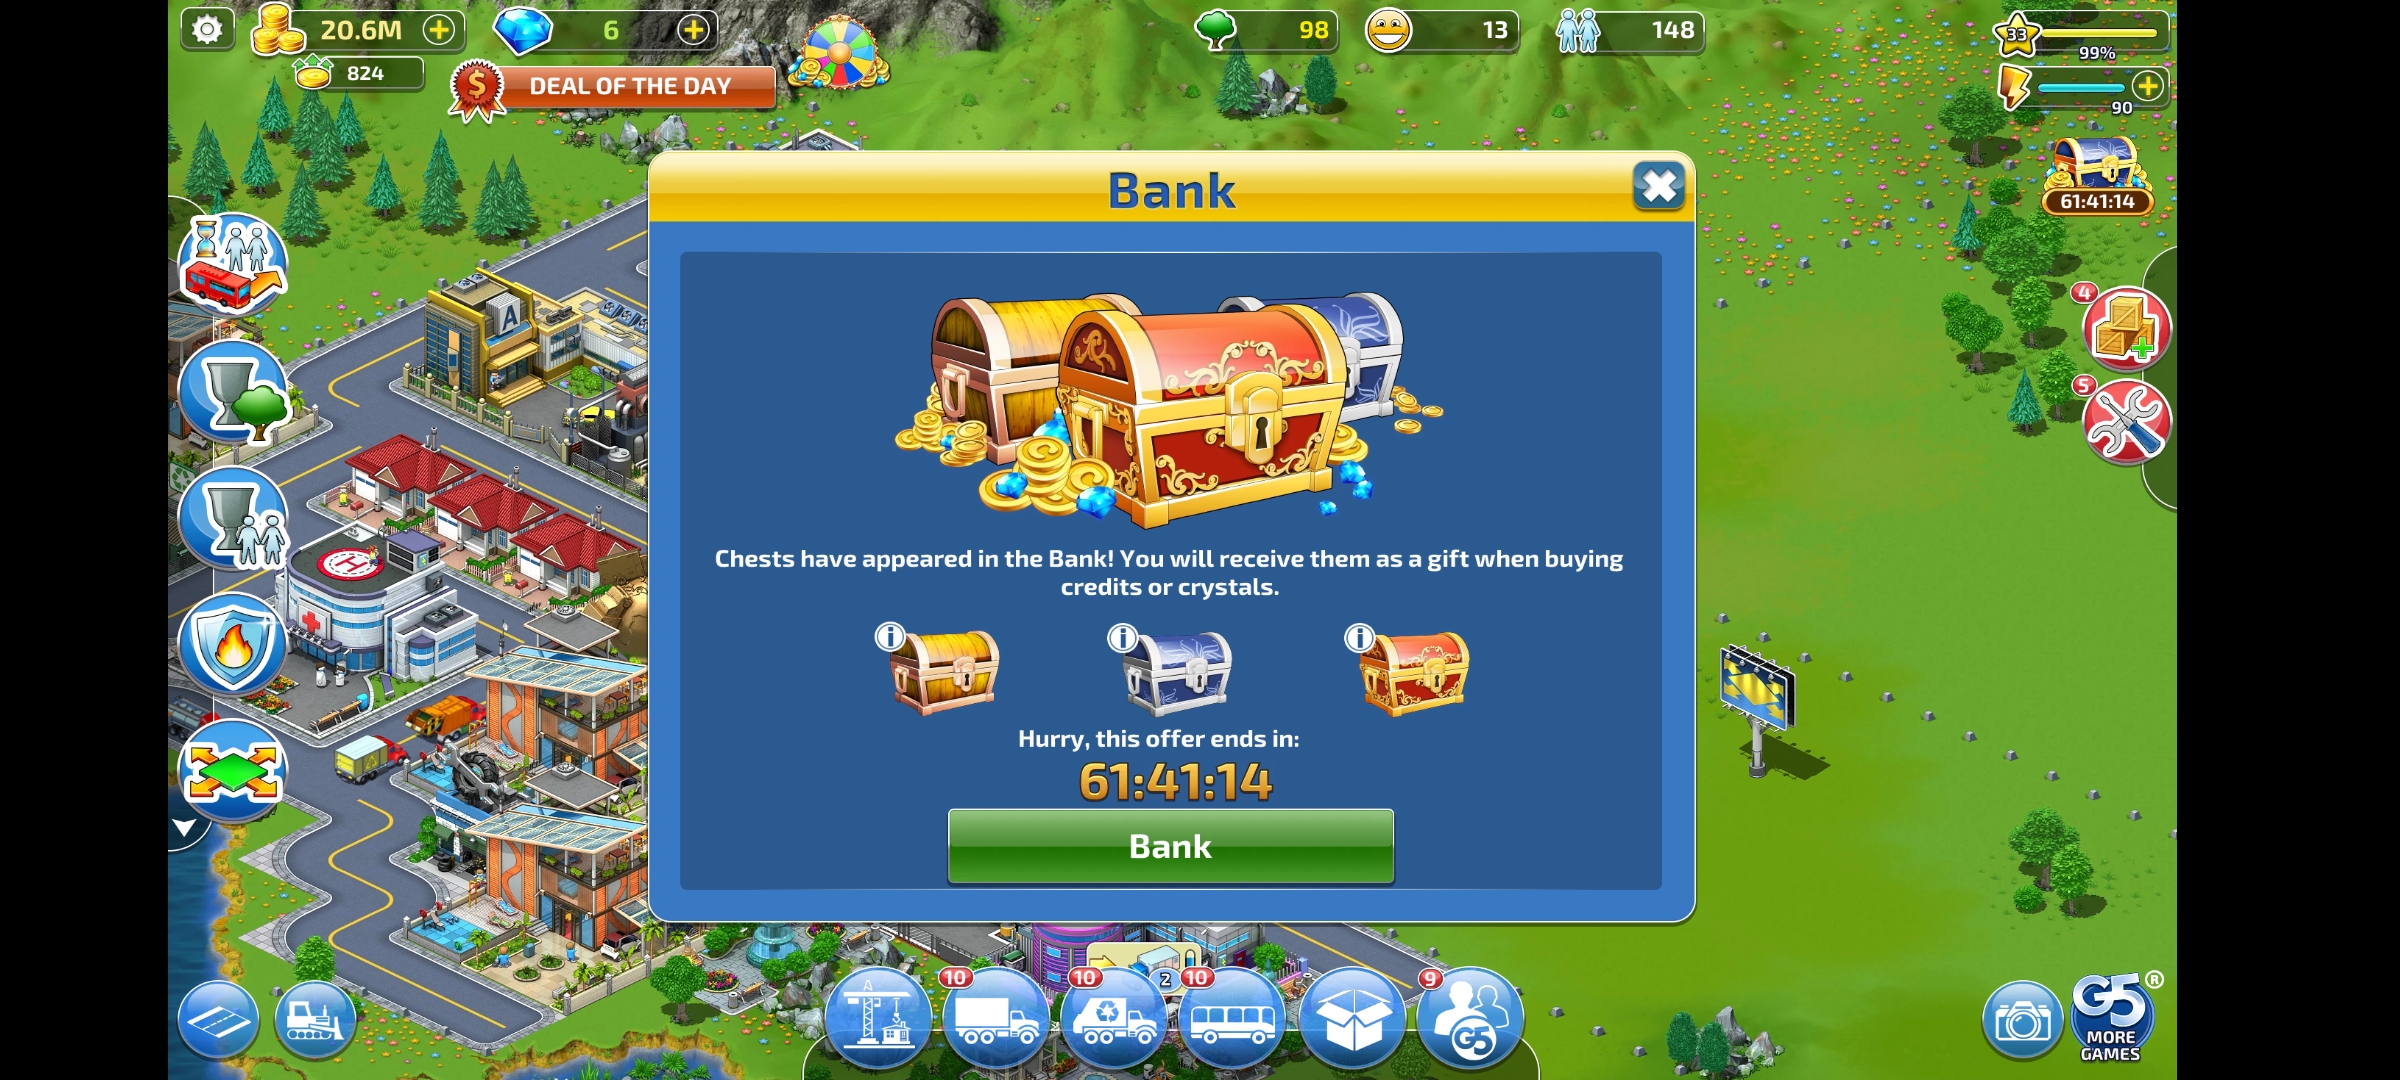 20.6M
6
98
13
148
33
99%
824
DEAL OF THE DAY
90
Bank
61:41:14
A
4
5
H
Chests have appeared in the Bank! You will receive them as a gift when buying
credits or crystals.
i
i
i
Hurry, this offer ends in:
61:41:14
Bank
10
10
2
10
9
A
G5
G5®
MORE
GAMES